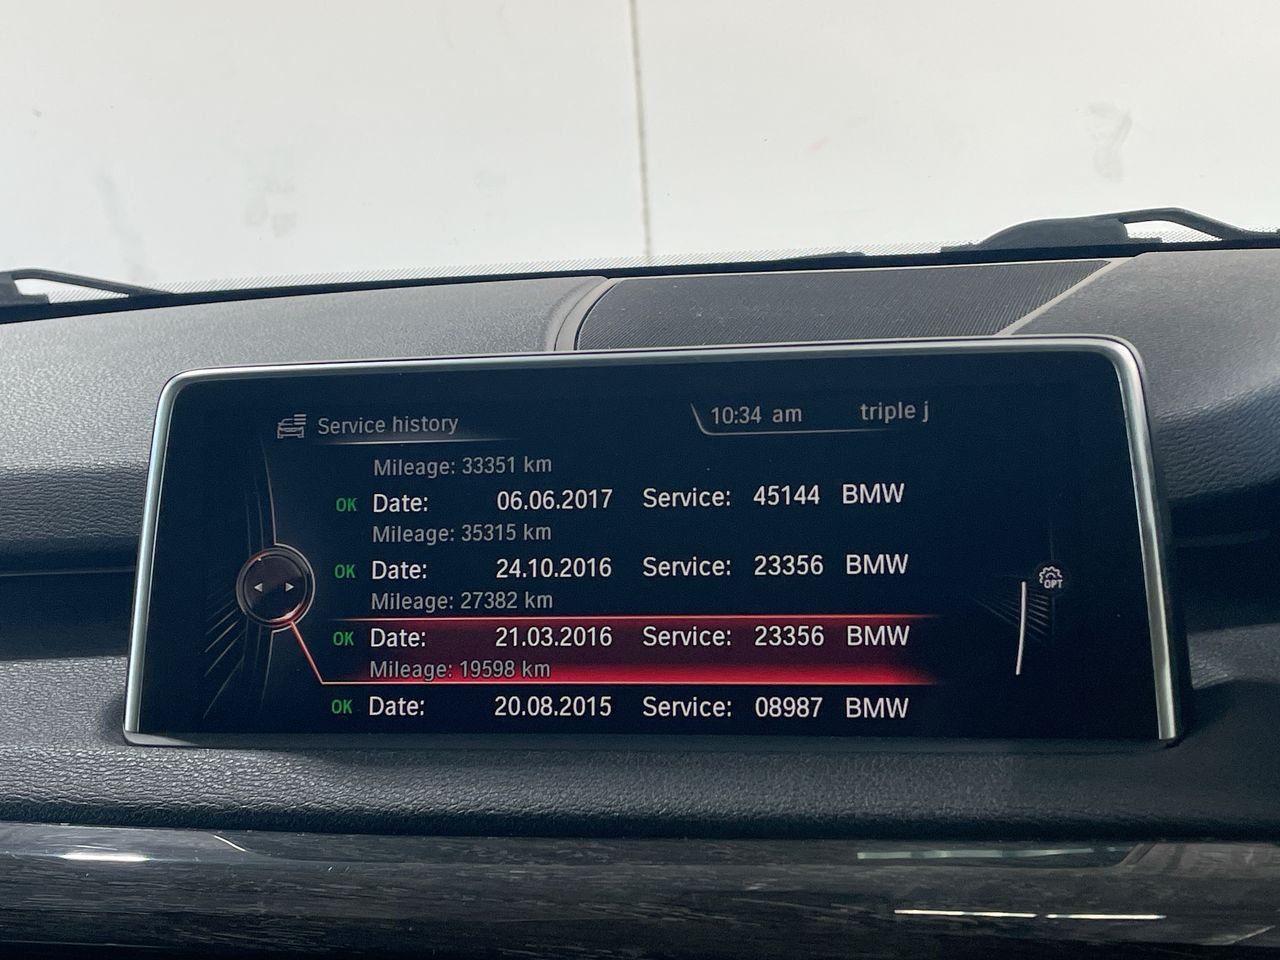 Service history
10:34 am triple j
Mileage: 33351 km
OK Date: 06.06.2017 Service: 45144 BMW
Mileage: 35315 km
OK Date: 24.10.2016 Service: 23356 BMW
Mileage: 27382 km
OK Date: 21.03.2016 Service: 23356 BMW
Mileage: 19598 km
OK Date: 20.08.2015 Service: 08987 BMW
OPT